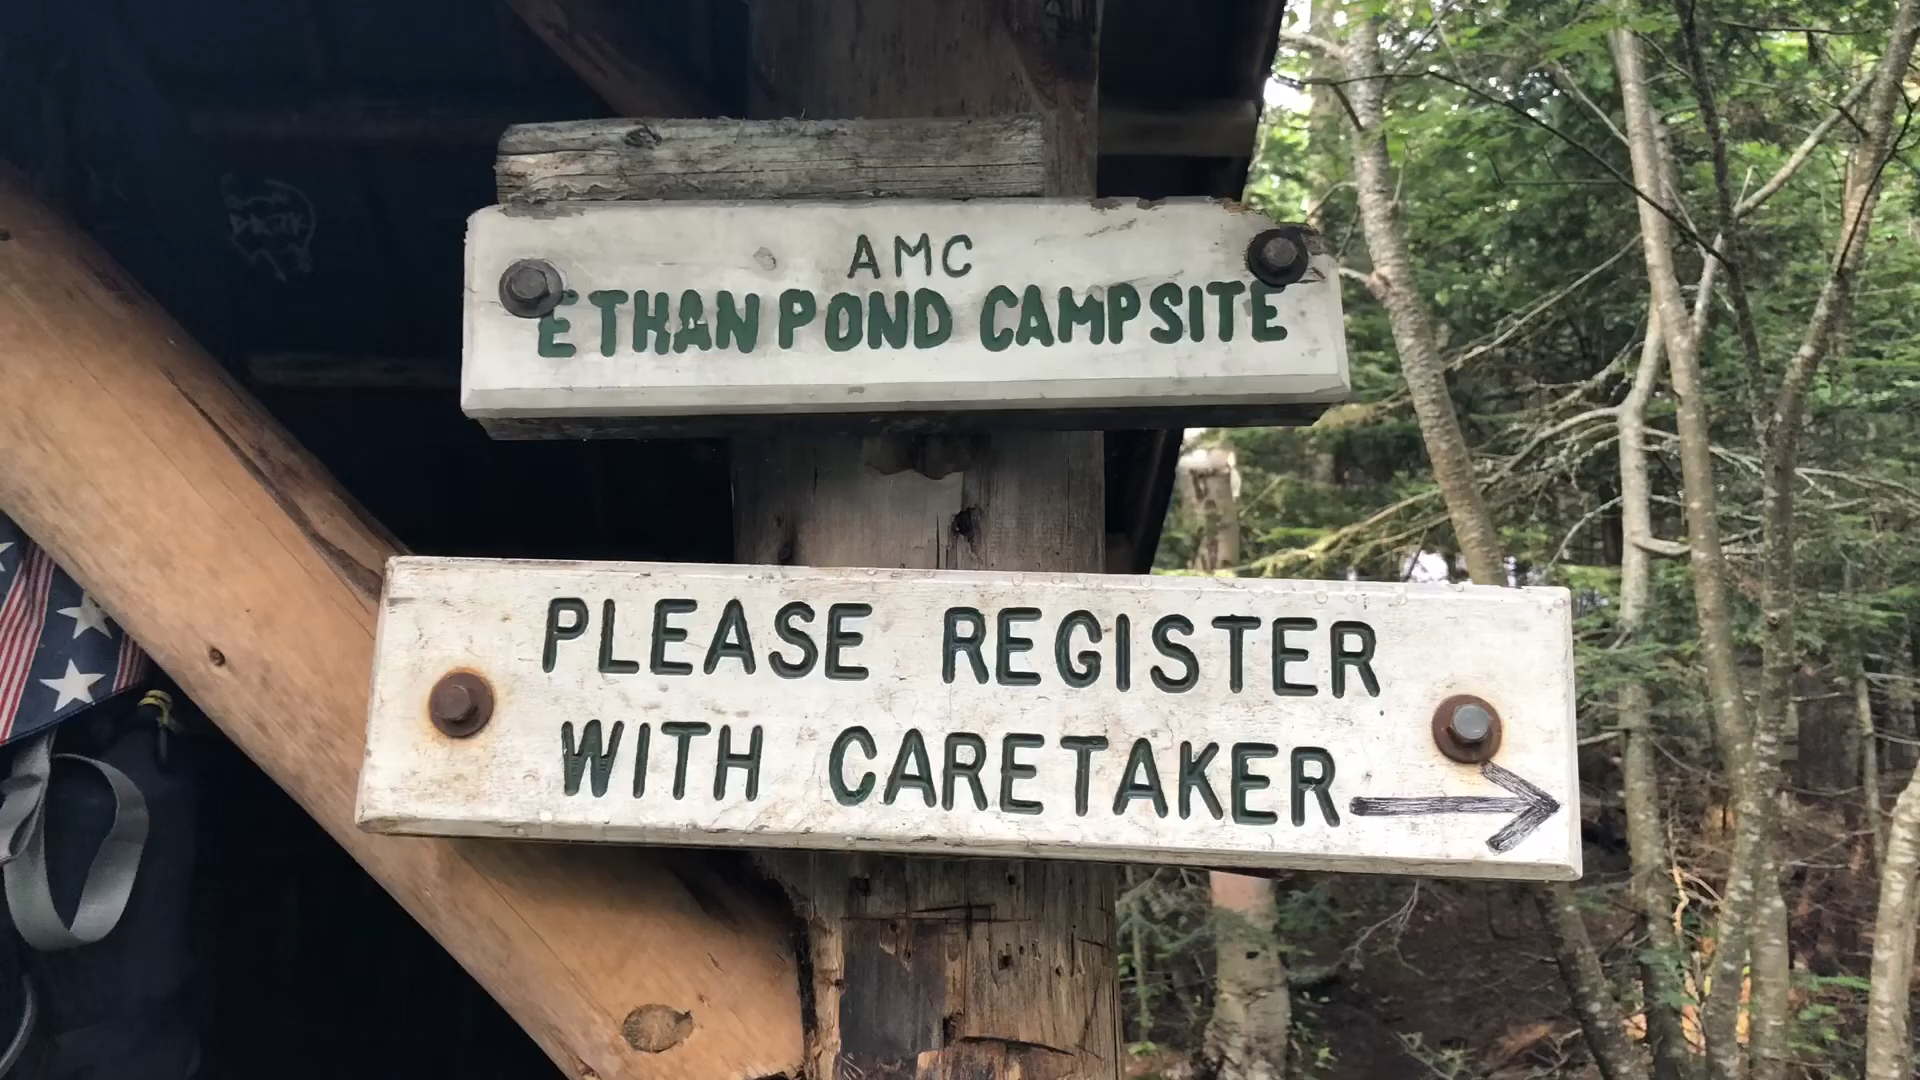 AMC
ETHAN POND CAMPSITE
PLEASE REGISTER
WITH CARETAKER